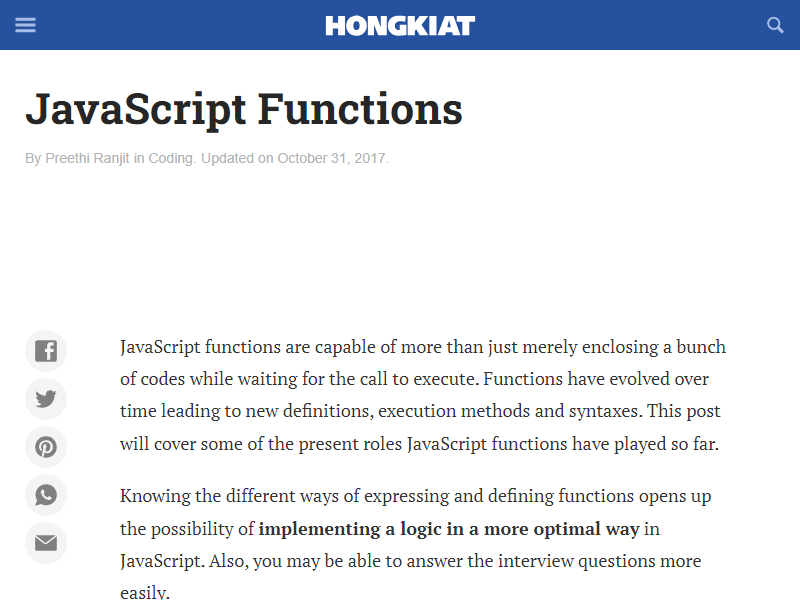 HONGKIAT
JavaScript Functions
By Preethi Ranjit in Coding. Updated on October 31, 2017.
JavaScript functions are capable of more than just merely enclosing a bunch
of codes while waiting for the call to execute. Functions have evolved over
time leading to new definitions, execution methods and syntaxes. This post
will cover some of the present roles JavaScript functions have played so far.
Knowing the different ways of expressing and defining functions opens up
the possibility of implementing a logic in a more optimal way in
JavaScript. Also, you may be able to answer the interview questions more
easily.